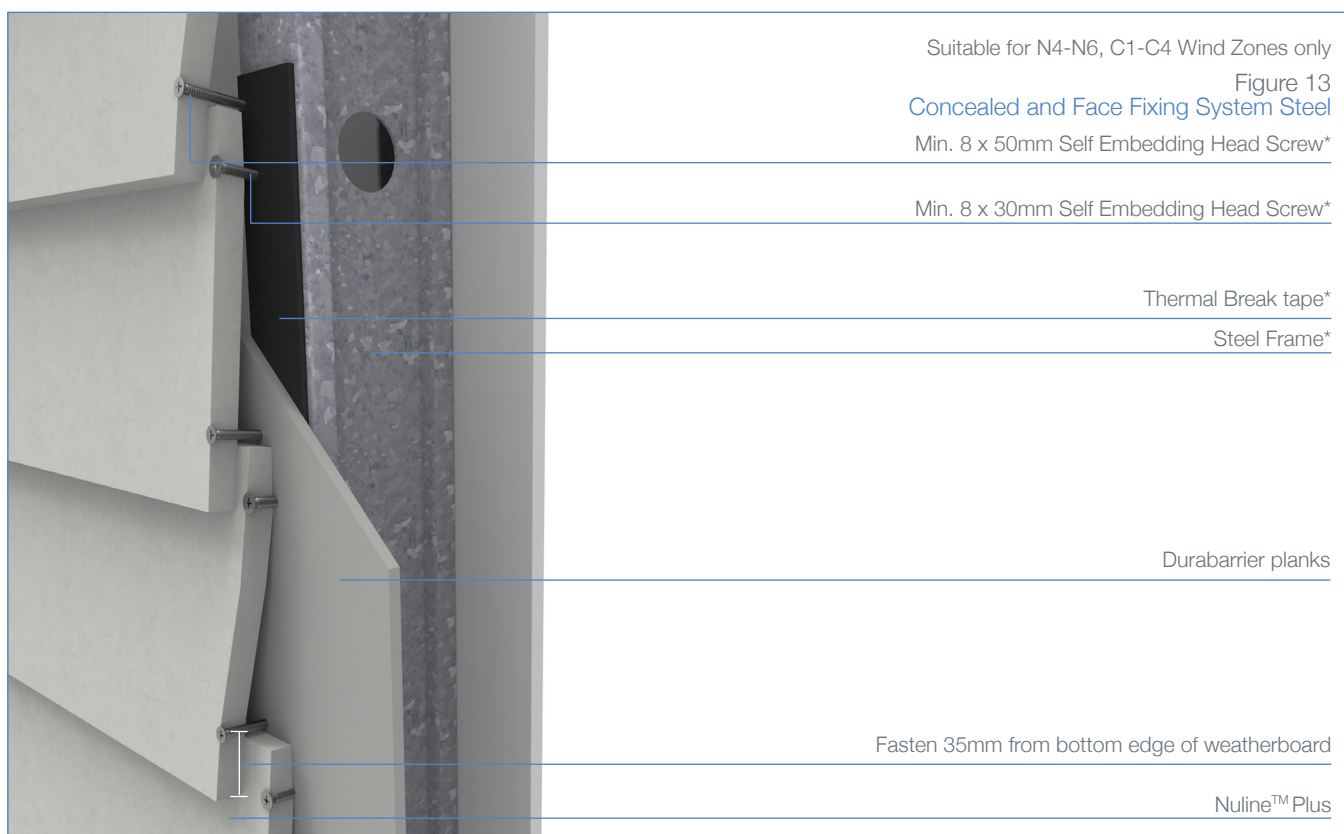 Suitable for N4-N6, C1-C4 Wind Zones only
Figure 13
Concealed and Face Fixing System Steel
Min. 8 x 50mm Self Embedding Head Screw*
Min. 8 x 30mm Self Embedding Head Screw*
Thermal Break tape*
Steel Frame*
Durabarrier planks
Fasten 35mm from bottom edge of weatherboard
Nuline™ Plus